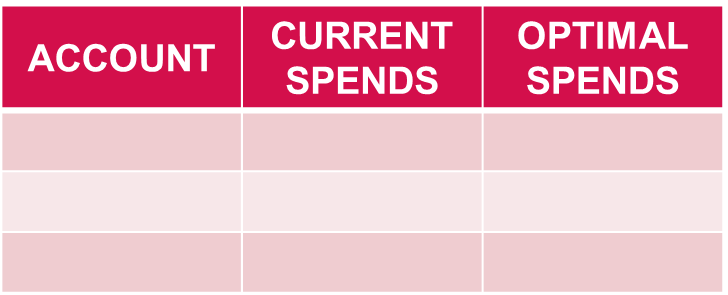 ACCOUNT
CURRENT
SPENDS
OPTIMAL
SPENDS